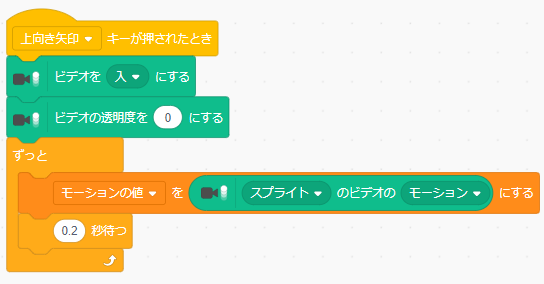 上向き矢印 キーが押されたとき
ビデオを 入 にする
ビデオの透明度を 0 にする
ずっと
モーションの値 を スプライト のビデオの モーション にする
0.2 秒待つ